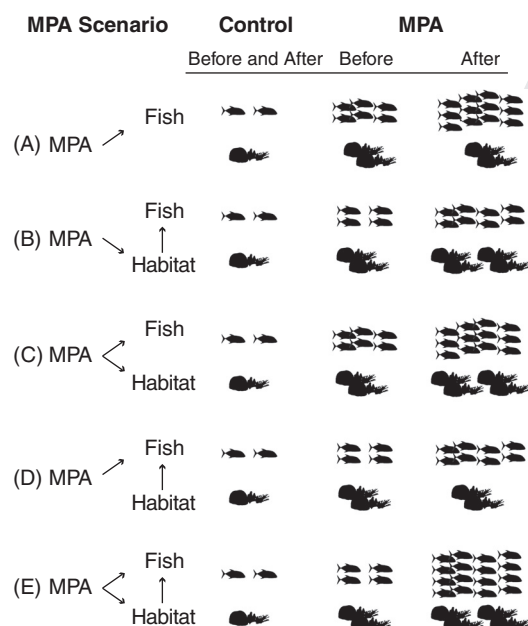 MPA Scenario Control MPA
Before and After Before After
Fish
(A) MPA
Fish
(B) MPA
Habitat
Fish
(C) MPA
Habitat
Fish
(D) MPA
Habitat
Fish
(E) MPA
Habitat